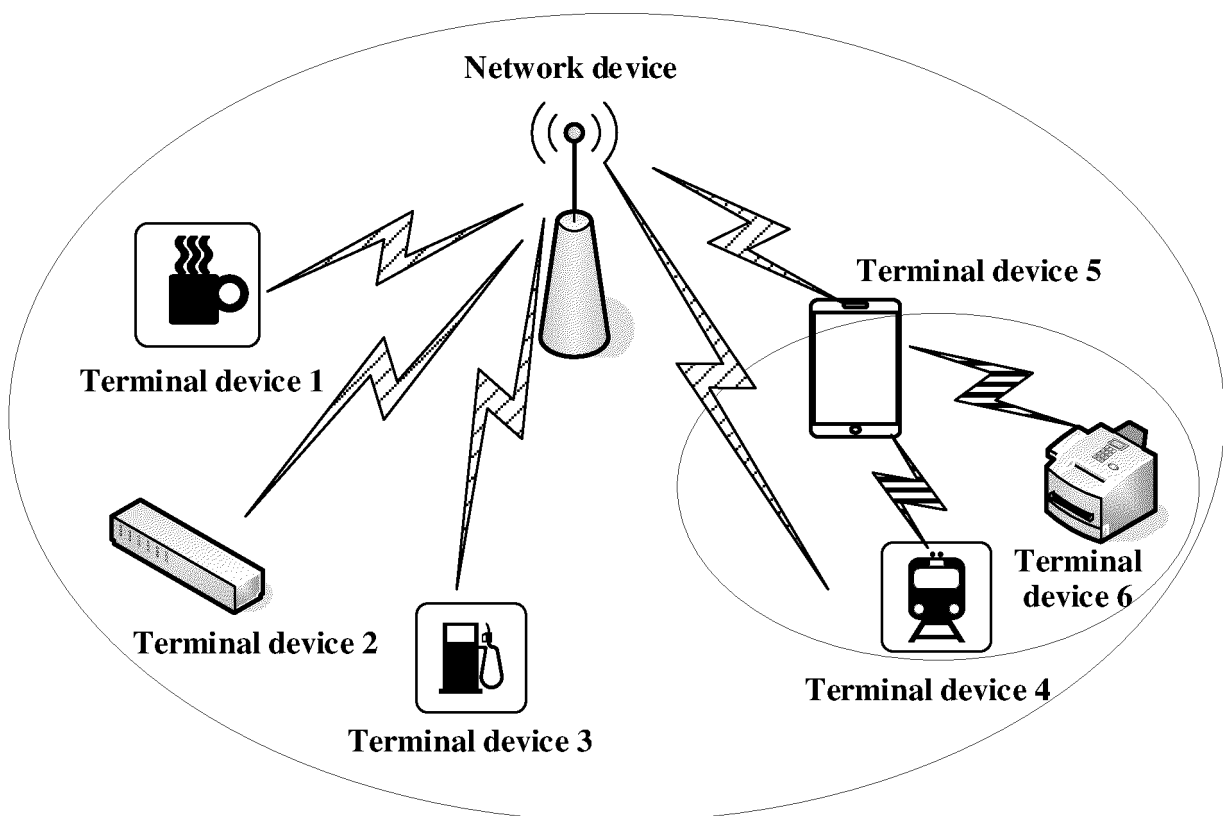 Network device
Terminal device 5
Terminal device 1
Terminal
device 6
Terminal device 2
Terminal device 4
Terminal device 3